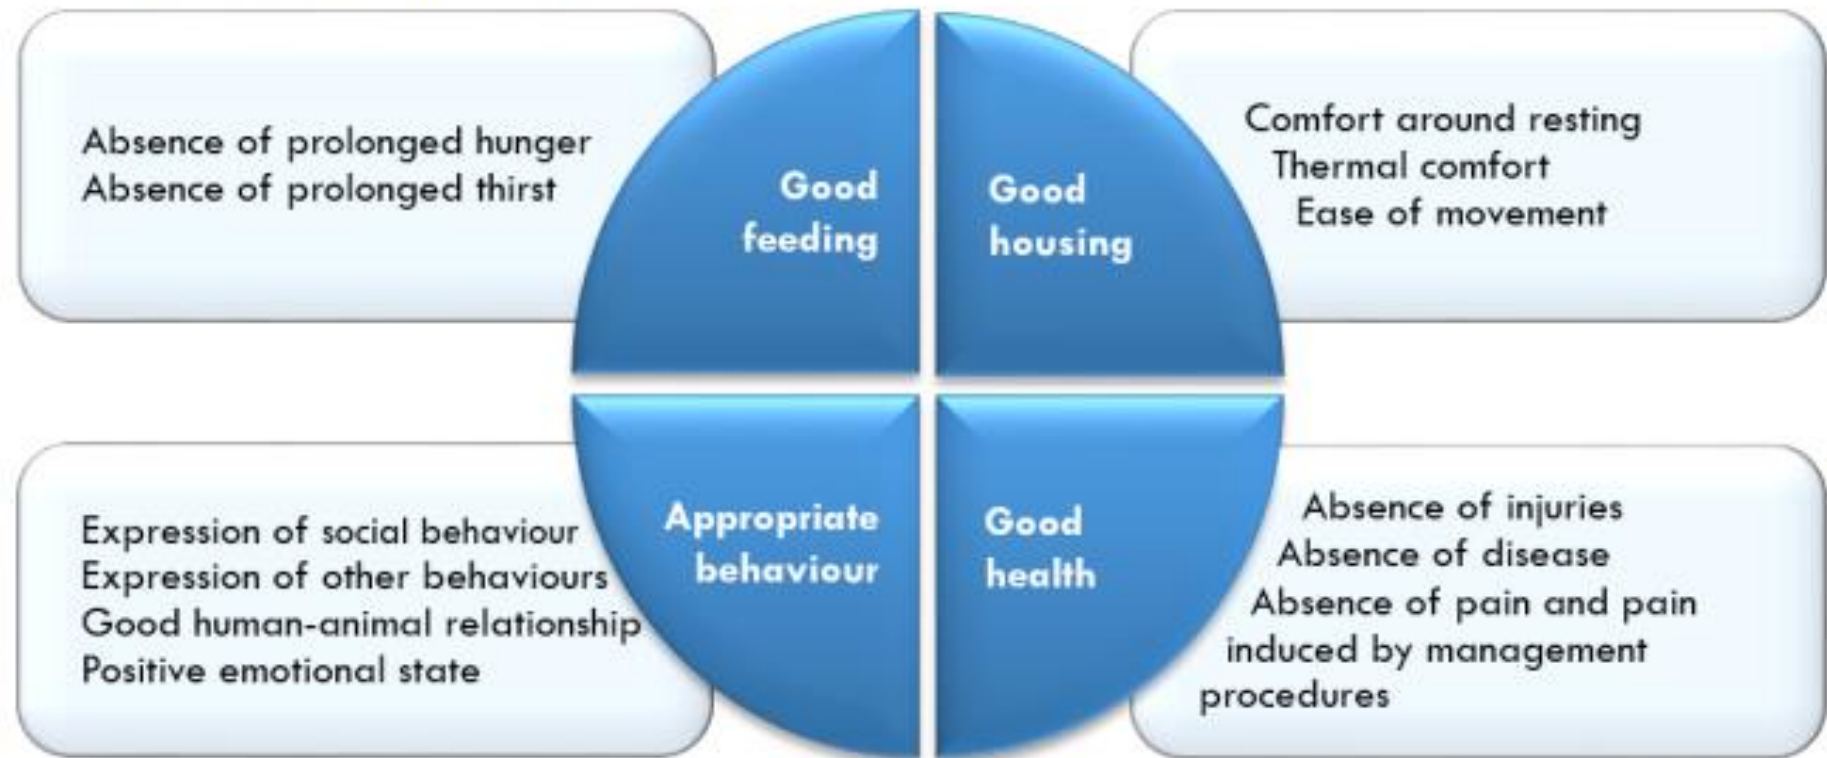 Absence of prolonged hunger
Absence of prolonged thirst
Good
feeding
Good
housing
Comfort around resting
Thermal comfort
Ease of movement
Expression of social behaviour
Expression of other behaviours
Good human-animal relationship
Positive emotional state
Appropriate
behaviour
Good
health
Absence of injuries
Absence of disease
Absence of pain and pain
induced by management
procedures